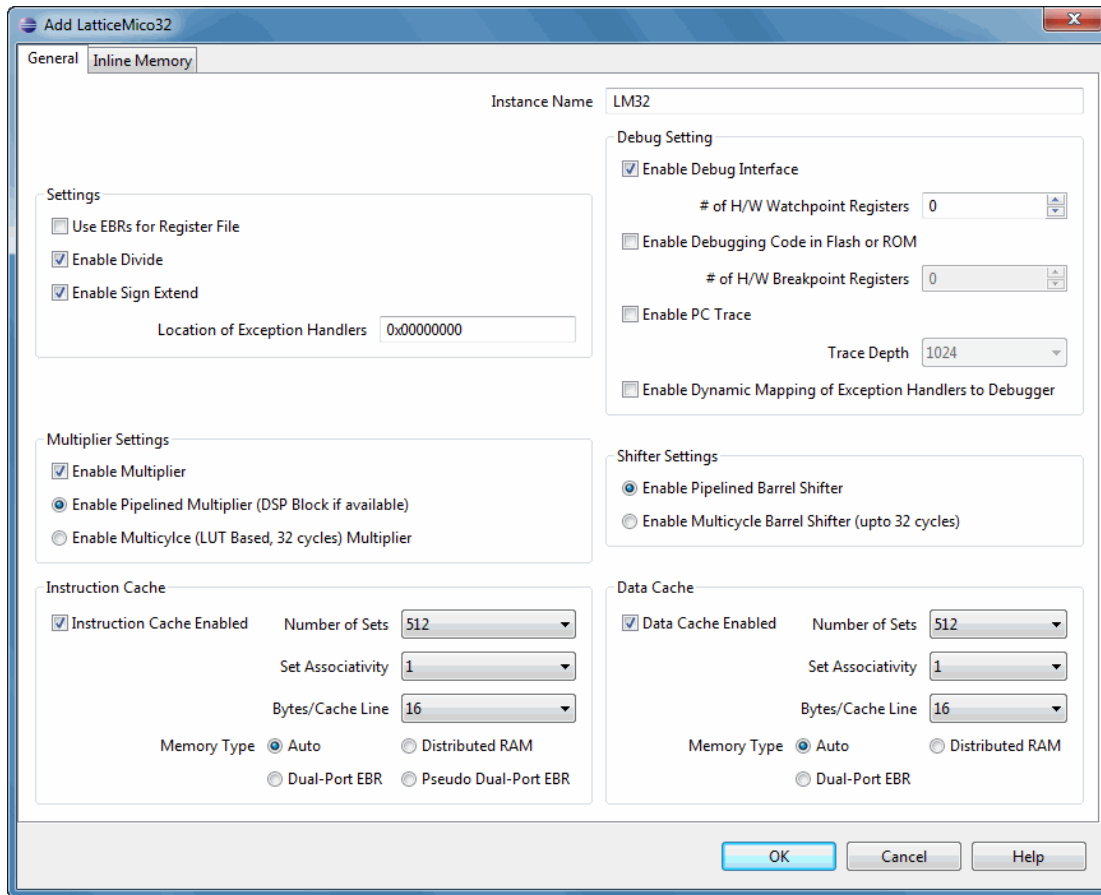 Add LatticeMico32
General
Inline Memory
Instance Name
LM32
Settings
Use EBRs for Register File
Enable Divide
Enable Sign Extend
Location of Exception Handlers
0x00000000
Debug Setting
Enable Debug Interface
# of H/W Watchpoint Registers
0
Enable Debugging Code in Flash or ROM
# of H/W Breakpoint Registers
0
Enable PC Trace
Trace Depth
1024
Enable Dynamic Mapping of Exception Handlers to Debugger
Multiplier Settings
Enable Multiplier
Enable Pipelined Multiplier (DSP Block if available)
Enable Multicylce (LUT Based, 32 cycles) Multiplier
Shifter Settings
Enable Pipelined Barrel Shifter
Enable Multicycle Barrel Shifter (upto 32 cycles)
Instruction Cache
Instruction Cache Enabled
Number of Sets
512
Set Associativity
1
Bytes/Cache Line
16
Memory Type
Auto
Distributed RAM
Dual-Port EBR
Pseudo Dual-Port EBR
Data Cache
Data Cache Enabled
Number of Sets
512
Set Associativity
1
Bytes/Cache Line
16
Memory Type
Auto
Distributed RAM
Dual-Port EBR
OK
Cancel
Help